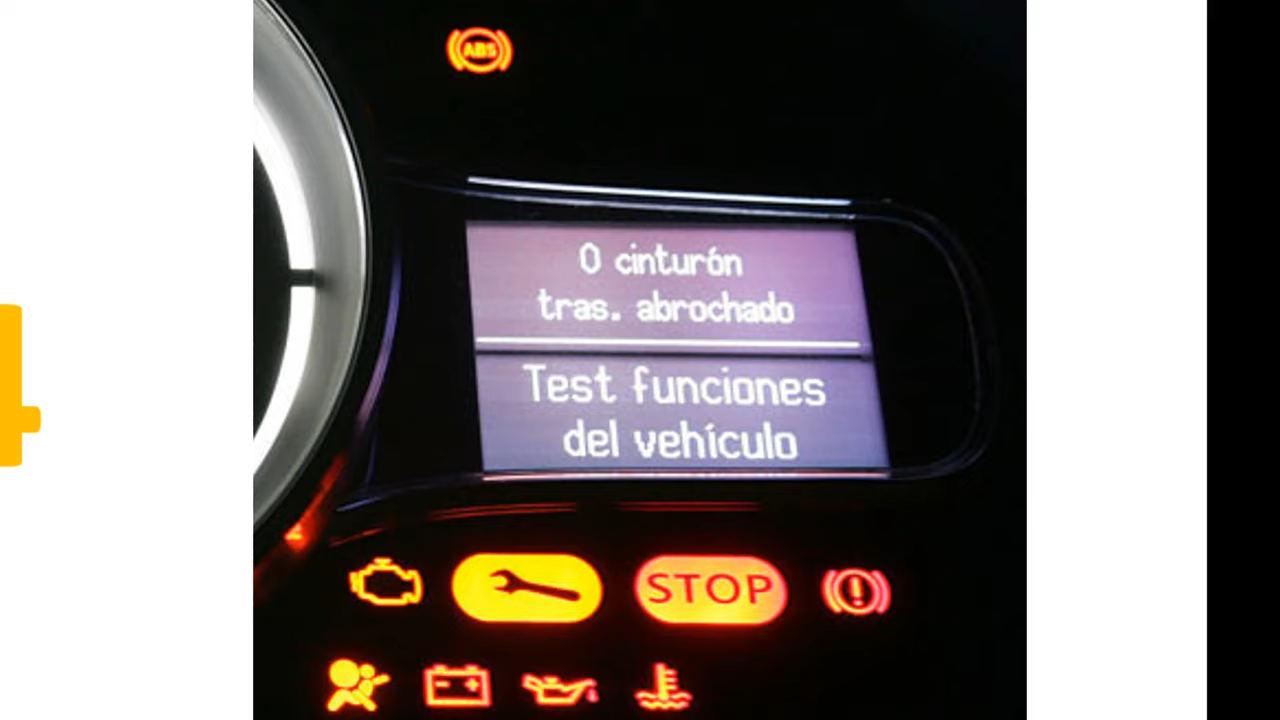 ABS
0 cinturón
tras. abrochado
Test funciones
del vehículo
STOP